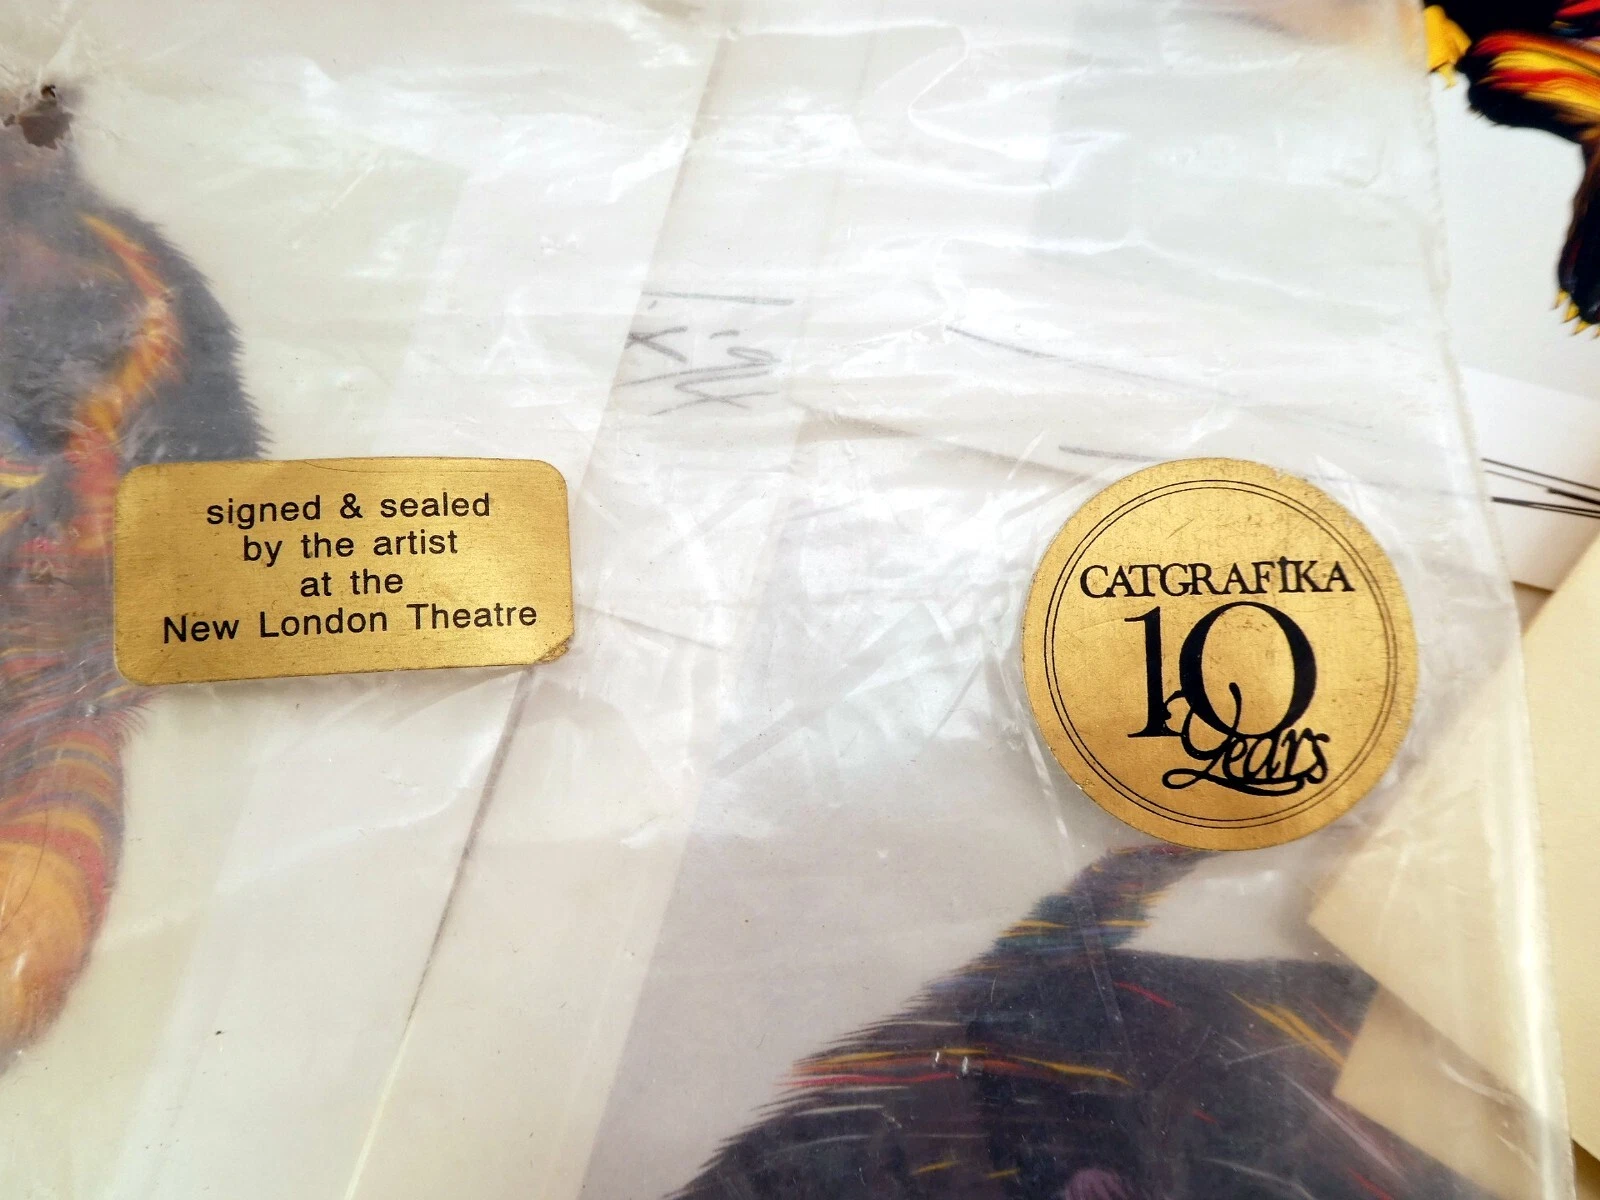 signed & sealed
by the artist
at the
New London Theatre
CATGRAFIKA
10
Years